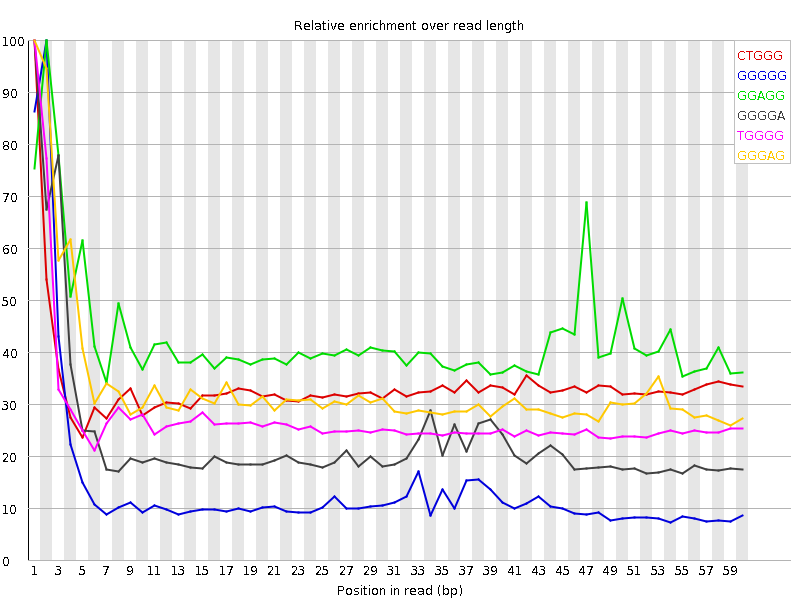 Relative enrichment over read length
100
90
80
70
60
50
40
30
20
10
0
CTGGG
GGGGG
GGAGG
GGGGA
TGGGG
GGGAG
1 3 5 7 9 11 13 15 17 19 21 23 25 27 29 31 33 35 37 39 41 43 45 47 49 51 53 55 57 59
Position in read (bp)